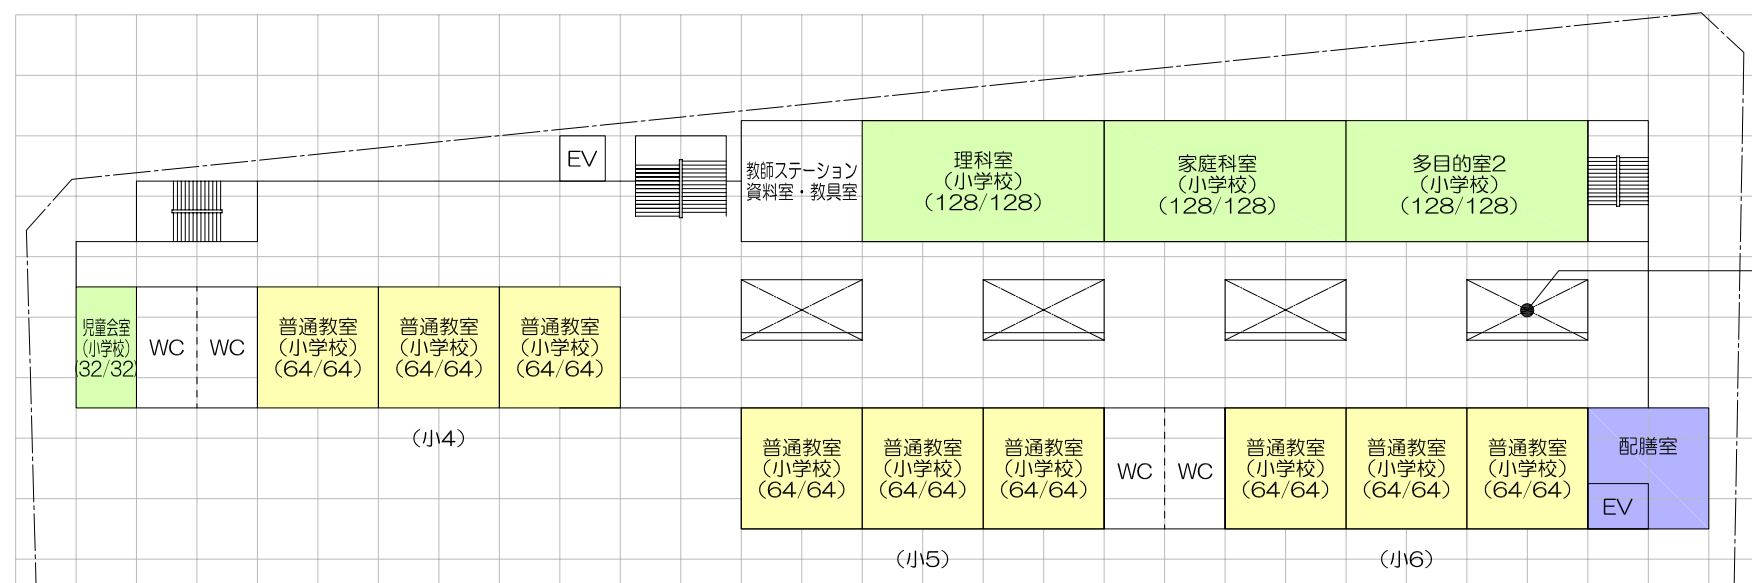 EV
教師ステーション
資料室・教具室
理科室
(小学校)
(128/128)
家庭科室
(小学校)
(128/128)
多目的室2
(小学校)
(128/128)
児童会室
(小学校)
(32/32)
WC
WC
普通教室
(小学校)
(64/64)
普通教室
(小学校)
(64/64)
普通教室
(小学校)
(64/64)
(小4)
普通教室
(小学校)
(64/64)
普通教室
(小学校)
(64/64)
普通教室
(小学校)
(64/64)
WC
WC
普通教室
(小学校)
(64/64)
普通教室
(小学校)
(64/64)
普通教室
(小学校)
(64/64)
配膳室
EV
(小5)
(小6)